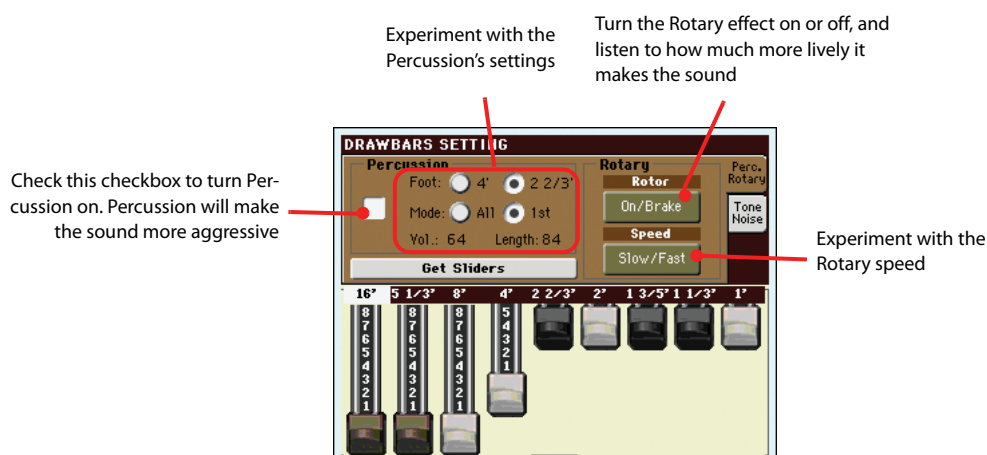 Experiment with the
Percussion's settings
Turn the Rotary effect on or off, and
listen to how much more lively it
makes the sound
Check this checkbox to turn Per-
cussion on. Percussion will make
the sound more aggressive
DRAWBARS SETTING
Percussion
Foot: 4' 2 2/3'
Mode: All 1st
Vol.: 64 Length: 84
Get Sliders
Rotary
Rotor
On/Brake
Speed
Slow/Fast
Perc.
Rotary
Tone
Noise
Experiment with the
Rotary speed
16' 5 1/3' 8' 4' 2 2/3' 2' 1 3/5' 1 1/3' 1'
8 8 8 5
7 7 7 4
6 6 6 3
5 5 5 2
4 4 4 1
3 3 3
2 2 2
1 1 1